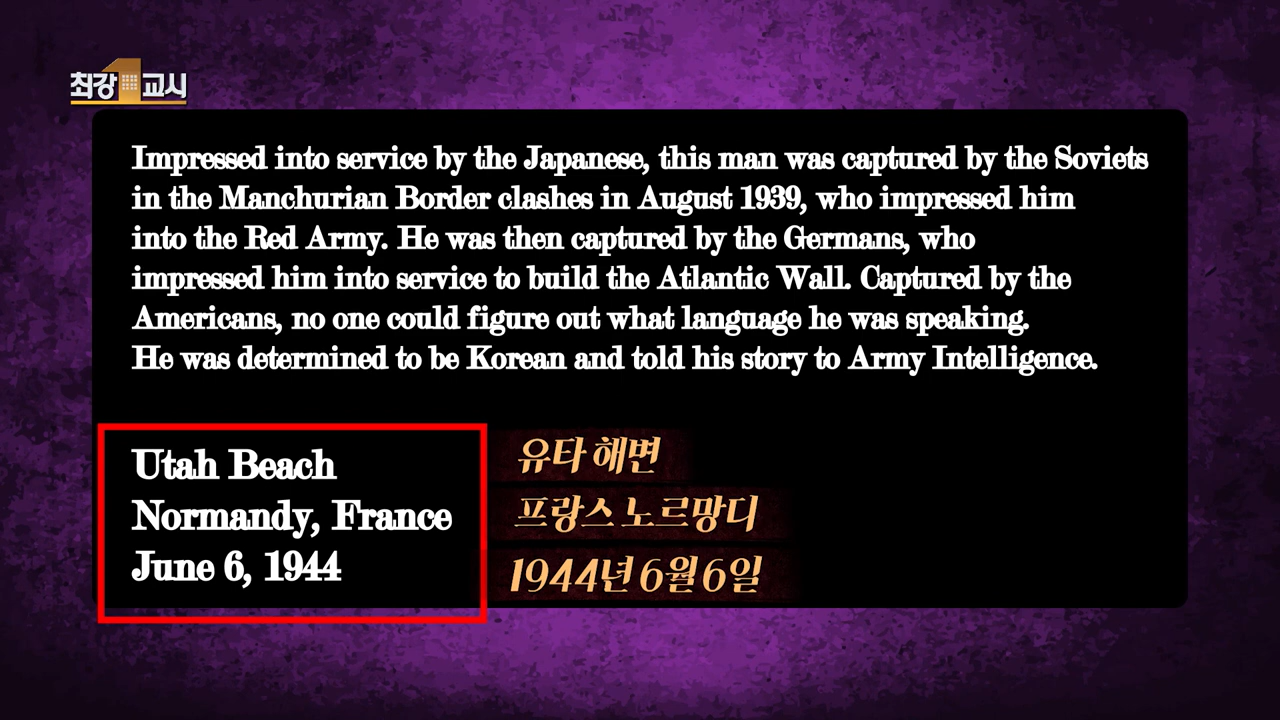 최강1교시
Impressed into service by the Japanese, this man was captured by the Soviets
in the Manchurian Border clashes in August 1939, who impressed him
into the Red Army. He was then captured by the Germans, who
impressed him into service to build the Atlantic Wall. Captured by the
Americans, no one could figure out what language he was speaking.
He was determined to be Korean and told his story to Army Intelligence.
Utah Beach
Normandy, France
June 6, 1944
유타 해변
프랑스 노르망디
1944년 6월 6일